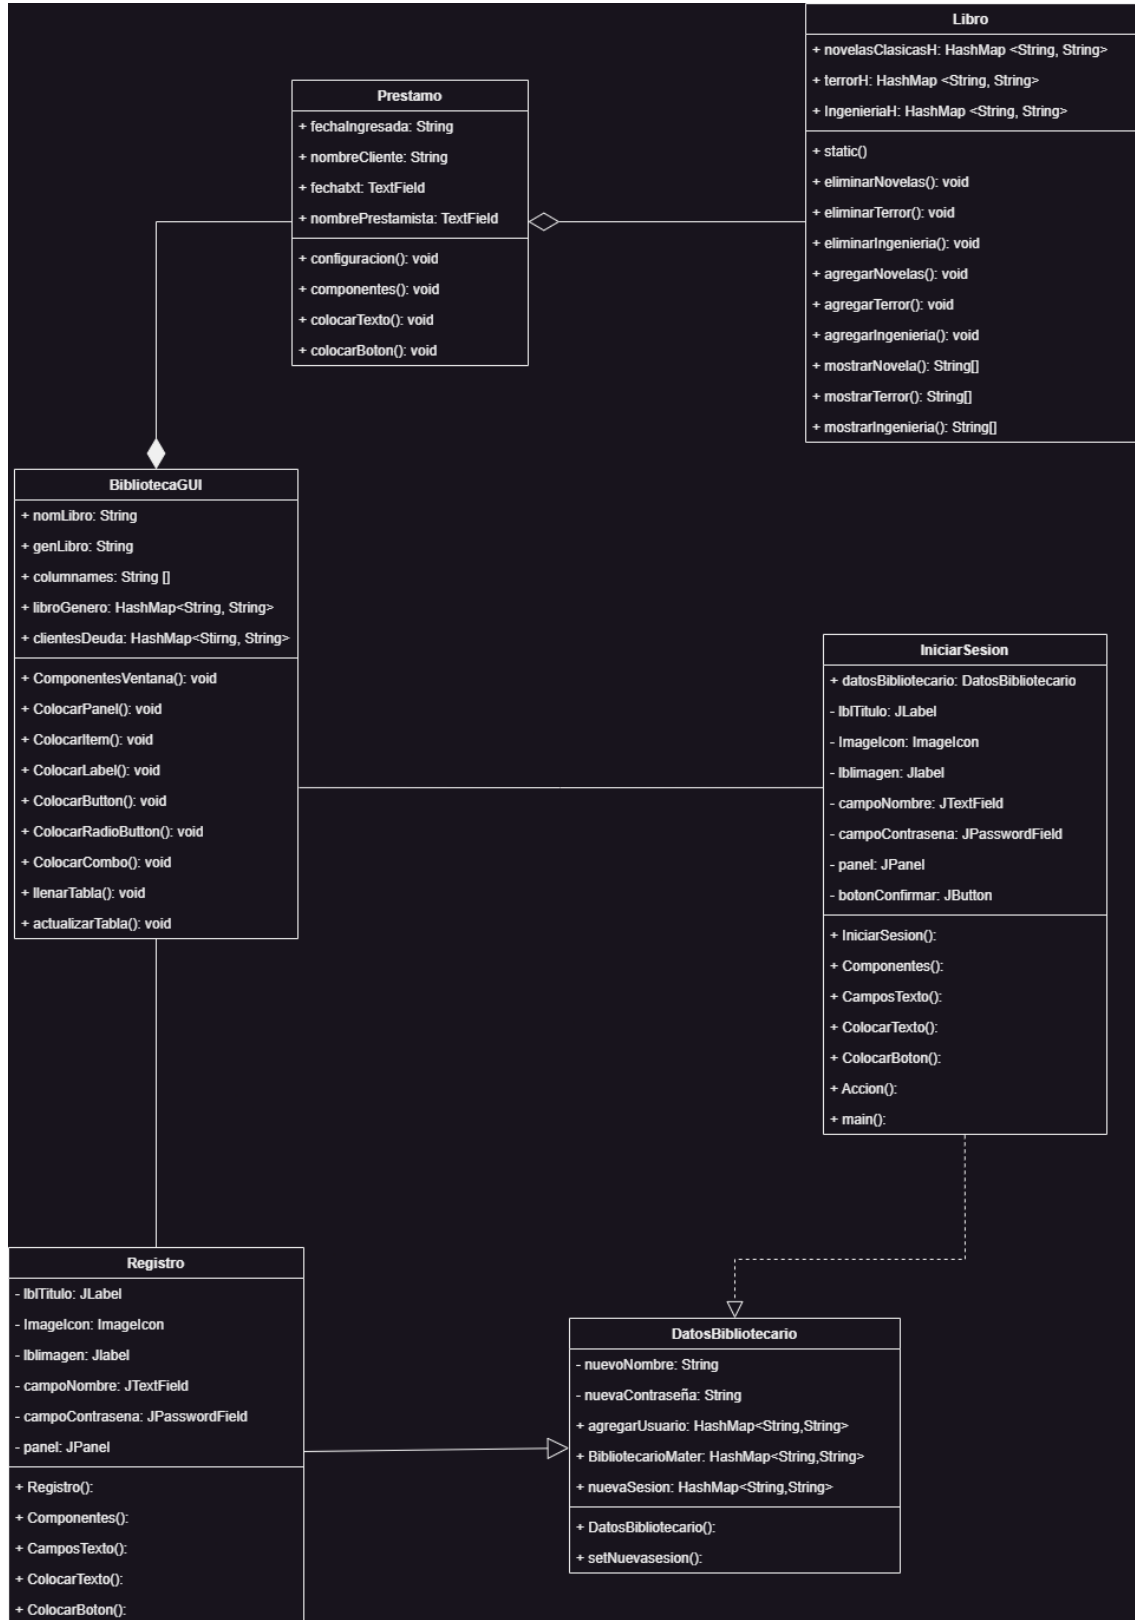 Libro
+ novelasClasicasH: HashMap <String, String>
+ terrorH: HashMap <String, String>
+ IngenieriaH: HashMap <String, String>
+ static()
+ eliminarNovelas(): void
+ eliminarTerror(): void
+ eliminarIngenieria(): void
+ agregarNovelas(): void
+ agregarTerror(): void
+ agregarIngenieria(): void
+ mostrarNovela(): String[]
+ mostrarTerror(): String[]
+ mostrarIngenieria(): String[]
Prestamo
+ fechaIngresada: String
+ nombreCliente: String
+ fechatxt: TextField
+ nombrePrestamista: TextField
+ configuracion(): void
+ componentes(): void
+ colocarTexto(): void
+ colocarBoton(): void
BibliotecaGUI
+ nomLibro: String
+ genLibro: String
+ columnames: String []
+ libroGenero: HashMap<String, String>
+ clientesDeuda: HashMap<Stirng, String>
+ ComponentesVentana(): void
+ ColocarPanel(): void
+ ColocarItem(): void
+ ColocarLabel(): void
+ ColocarButton(): void
+ ColocarRadioButton(): void
+ ColocarCombo(): void
+ llenarTabla(): void
+ actualizarTabla(): void
IniciarSesion
+ datosBibliotecario: DatosBibliotecario
- lblTitulo: JLabel
- ImageIcon: ImageIcon
- lblimagen: Jlabel
- campoNombre: JTextField
- campoContrasena: JPasswordField
- panel: JPanel
- botonConfirmar: JButton
+ IniciarSesion():
+ Componentes():
+ CamposTexto():
+ ColocarTexto():
+ ColocarBoton():
+ Accion():
+ main():
Registro
- lblTitulo: JLabel
- ImageIcon: ImageIcon
- lblimagen: Jlabel
- campoNombre: JTextField
- campoContrasena: JPasswordField
- panel: JPanel
+ Registro():
+ Componentes():
+ CamposTexto():
+ ColocarTexto():
+ ColocarBoton():
DatosBibliotecario
- nuevoNombre: String
- nuevaContraseña: String
+ agregarUsuario: HashMap<String,String>
+ BibliotecarioMater: HashMap<String,String>
+ nuevaSesion: HashMap<String,String>
+ DatosBibliotecario():
+ setNuevasesion():